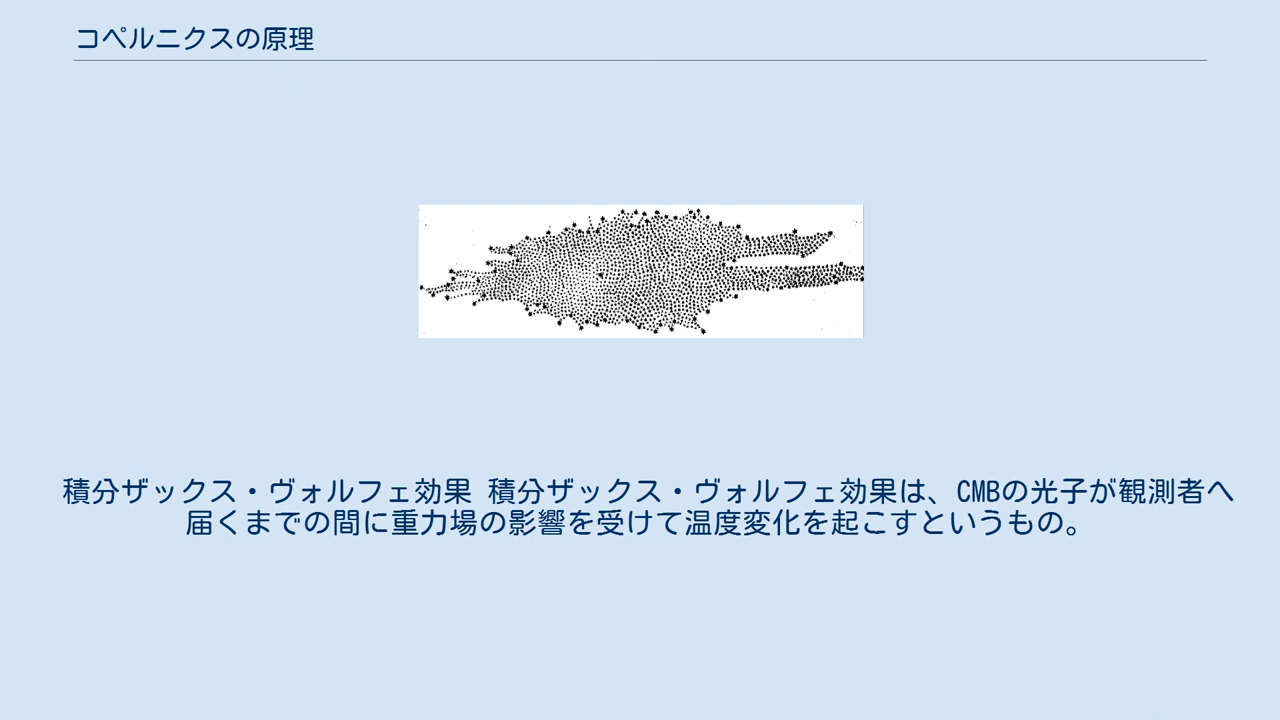 コペルニクスの原理
積分ザックス・ヴォルフェ効果 積分ザックス・ヴォルフェ効果は、CMBの光子が観測者へ
届くまでの間に重力場の影響を受けて温度変化を起こすというもの。